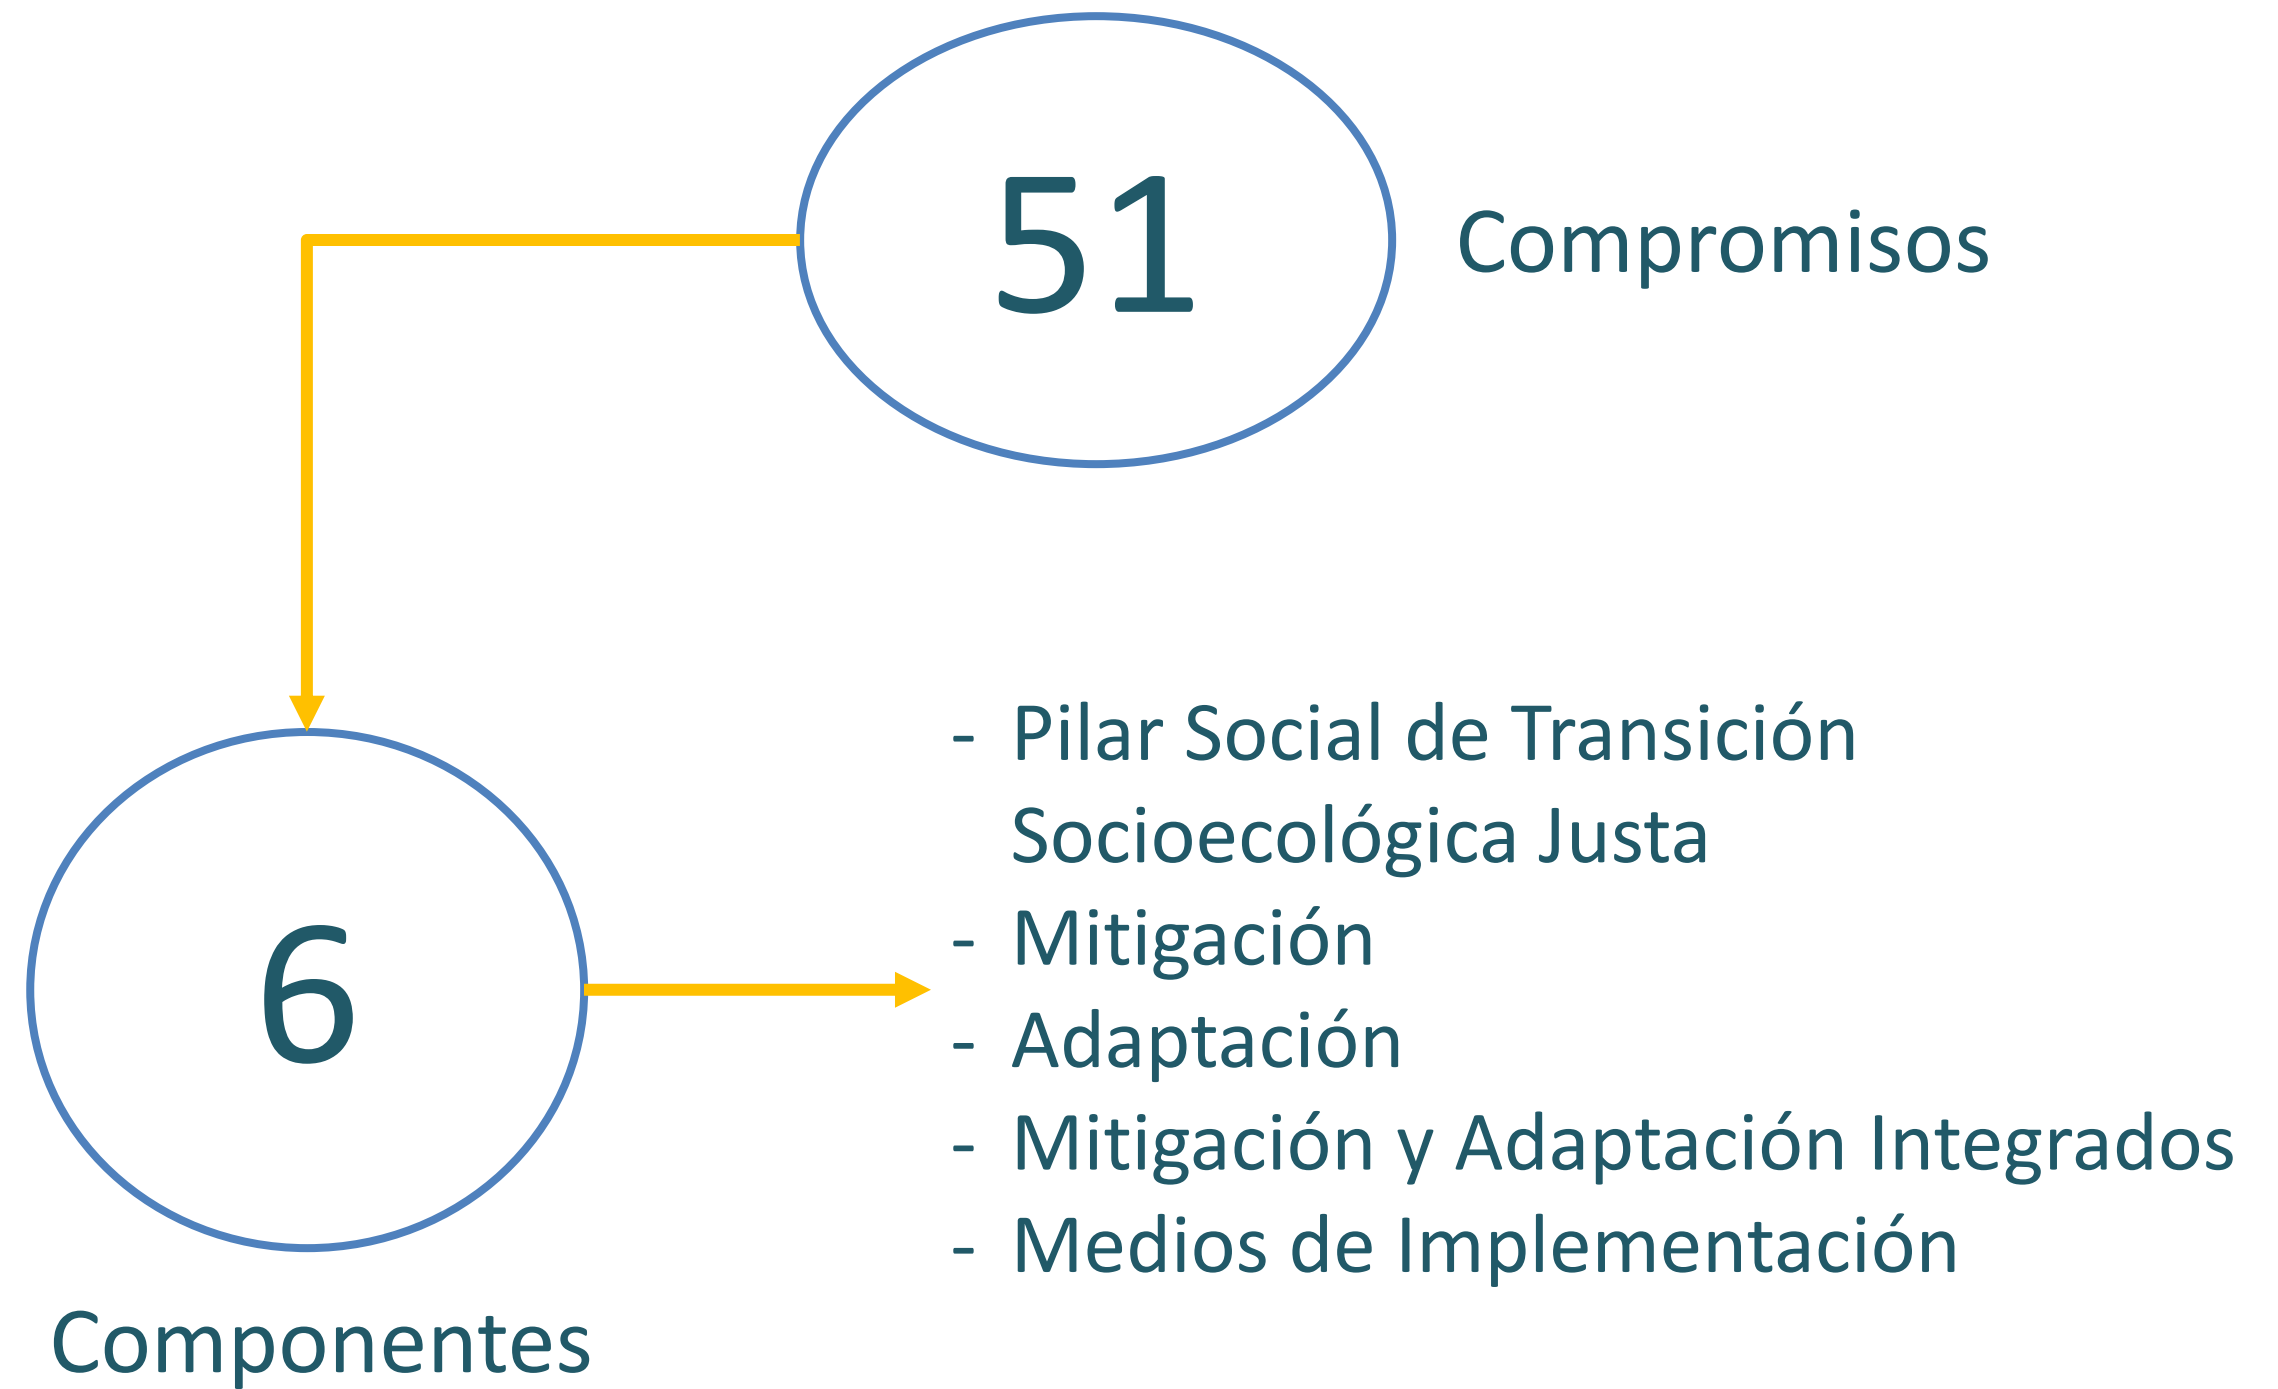 51
Compromisos
6
Componentes
- Pilar Social de Transición
Socioecológica Justa
- Mitigación
- Adaptación
- Mitigación y Adaptación Integrados
- Medios de Implementación